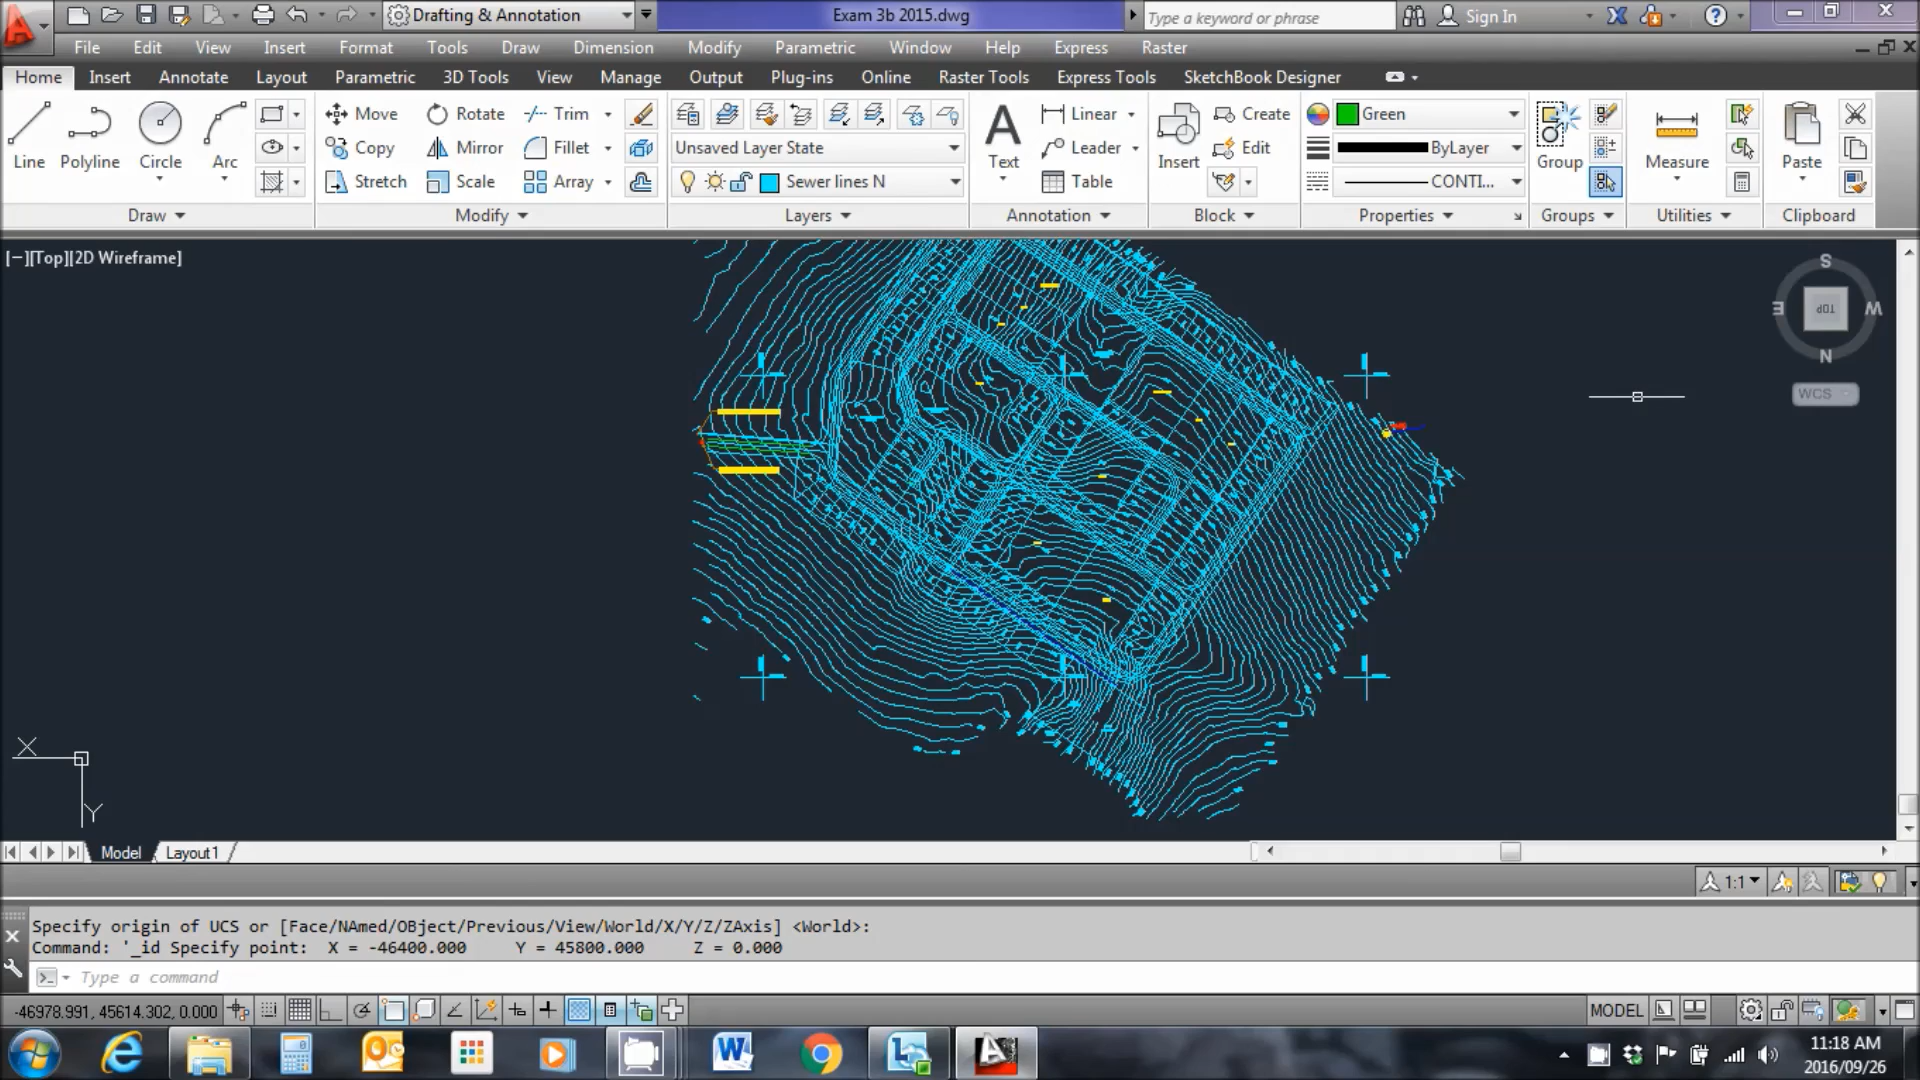 Drafting & Annotation
Exam 3b 2015.dwg
Type a keyword or phrase
Sign In
File Edit View Insert Format Tools Draw Dimension Modify Parametric Window Help Express Raster
Home Insert Annotate Layout Parametric 3D Tools View Manage Output Plug-ins Online Raster Tools Express Tools SketchBook Designer
Line Polyline Circle Arc
Move Rotate Trim
Copy Mirror Fillet
Stretch Scale Array
Unsaved Layer State
Sewer lines N
Text
Linear
Leader
Table
Insert
Create
Edit
Green
ByLayer
CONTI...
Group
Measure
Paste
Draw Modify Layers Annotation Block Properties Groups Utilities Clipboard
[−][Top][2D Wireframe]
S
E TOP W
N
WCS
X
Y
Model Layout1
1:1
Specify origin of UCS or [Face/NAmed/OBject/Previous/View/World/X/Y/Z/ZAxis] <World>:
Command: '_id Specify point: X = -46400.000 Y = 45800.000 Z = 0.000
Type a command
-46978.991, 45614.302, 0.000
MODEL
11:18 AM
2016/09/26